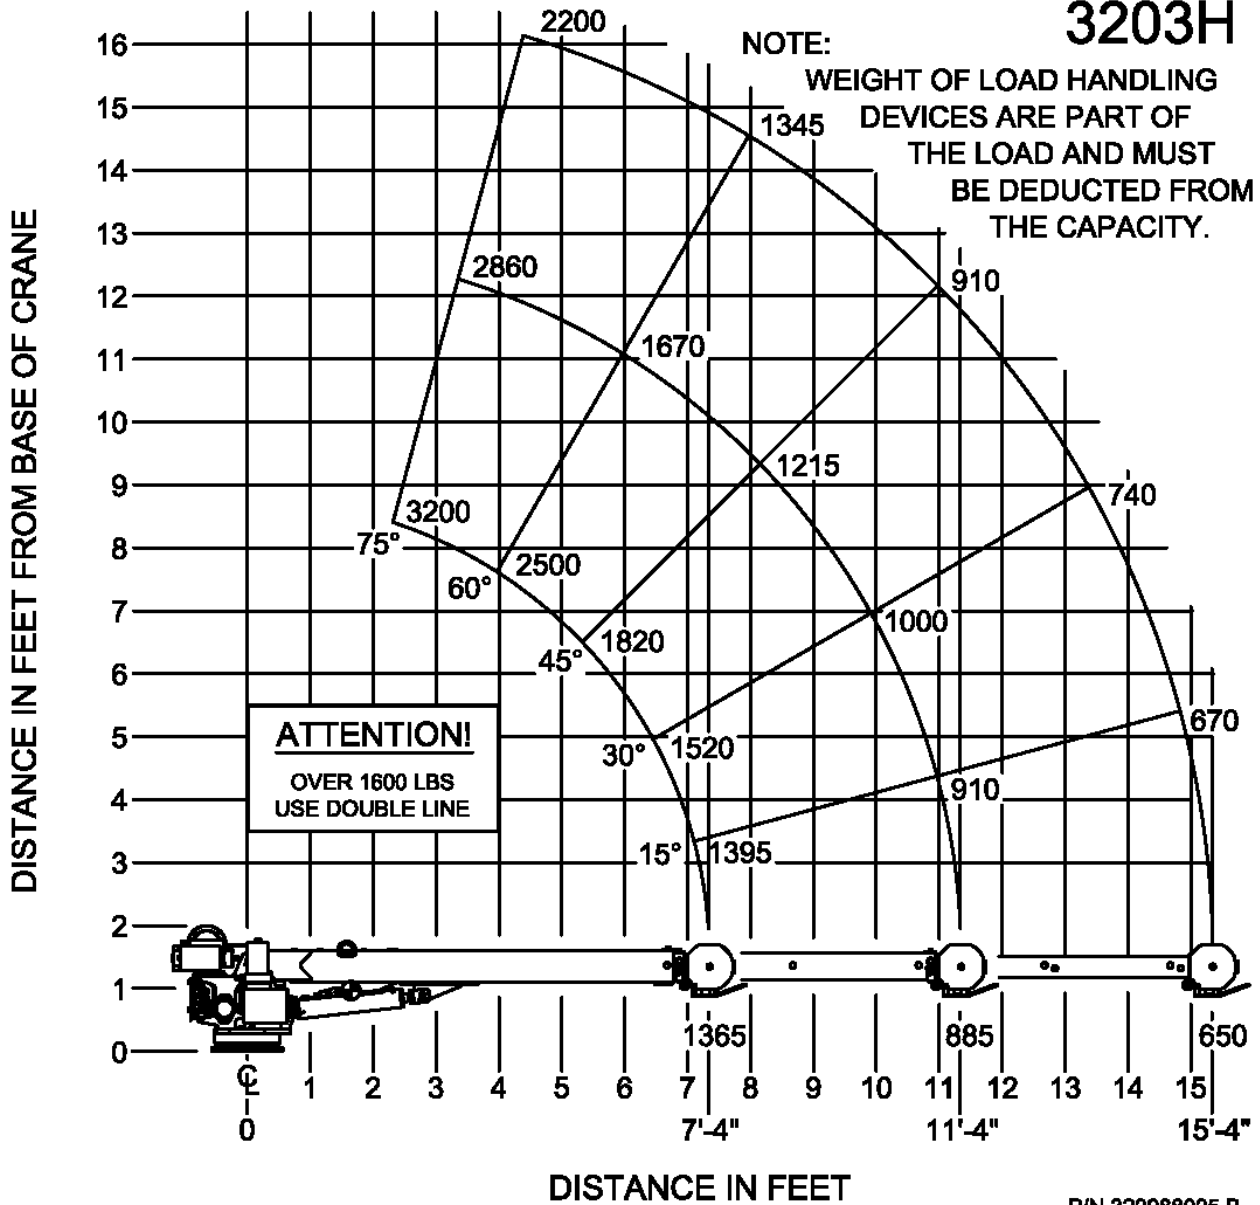 3203H
NOTE:
WEIGHT OF LOAD HANDLING
DEVICES ARE PART OF
THE LOAD AND MUST
BE DEDUCTED FROM
THE CAPACITY.
DISTANCE IN FEET FROM BASE OF CRANE
16
15
14
13
12
11
10
9
8
7
6
5
4
3
2
1
0
2200
1345
910
740
670
2860
1670
1215
1000
910
3200
2500
1820
1520
1395
75°
60°
45°
30°
15°
ATTENTION!
OVER 1600 LBS
USE DOUBLE LINE
1365 885 650
℄ 1 2 3 4 5 6 7 8 9 10 11 12 13 14 15
0 7'-4" 11'-4" 15'-4"
DISTANCE IN FEET